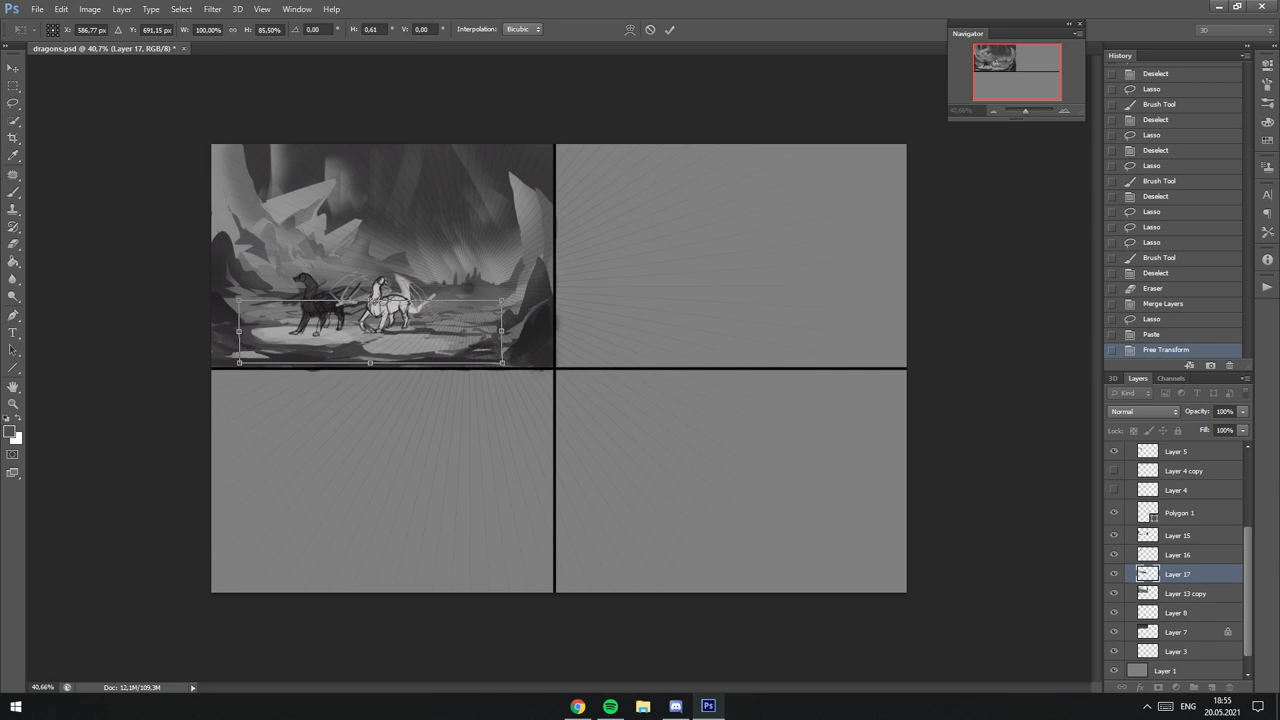 Ps File Edit Image Layer Type Select Filter 3D View Window Help
X: 586,77 px Y: 691,15 px W: 100,00% H: 85,50% 0,00 ° H: 0,61 ° V: 0,00 ° Interpolation: Bicubic
3D
dragons.psd @ 40,7% (Layer 17, RGB/8) * ×
Navigator
40,66%
History
Deselect
Lasso
Brush Tool
Deselect
Lasso
Deselect
Lasso
Brush Tool
Deselect
Lasso
Lasso
Lasso
Brush Tool
Deselect
Eraser
Merge Layers
Lasso
Paste
Free Transform
3D Layers Channels
Kind
Normal Opacity: 100%
Lock: Fill: 100%
Layer 5
Layer 4 copy
Layer 4
Polygon 1
Layer 15
Layer 16
Layer 17
Layer 13 copy
Layer 8
Layer 7
Layer 3
Layer 1
40,66% Doc: 12,1M/109,3M
Ps
ENG
18:55
20.05.2021